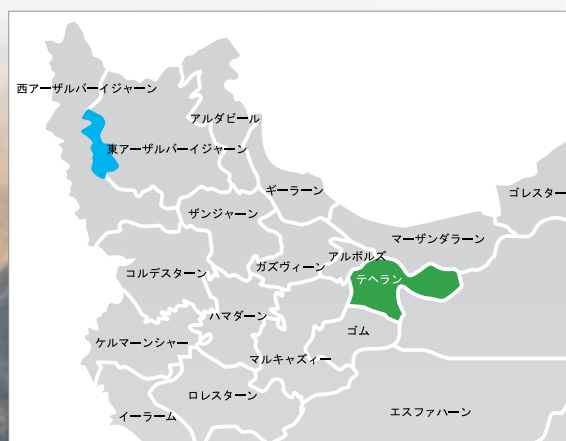 西アーザルバーイジャーン
アルダビール
東アーザルバーイジャーン
ギーラーン
ゴレスター
ザンジャーン
マーザンダラーン
アルボルズ
ガズヴィーン
コルデスターン
テヘラン
ハマダーン
ゴム
ケルマーンシャー
マルキャズィー
ロレスターン
イーラーム
エスファハーン